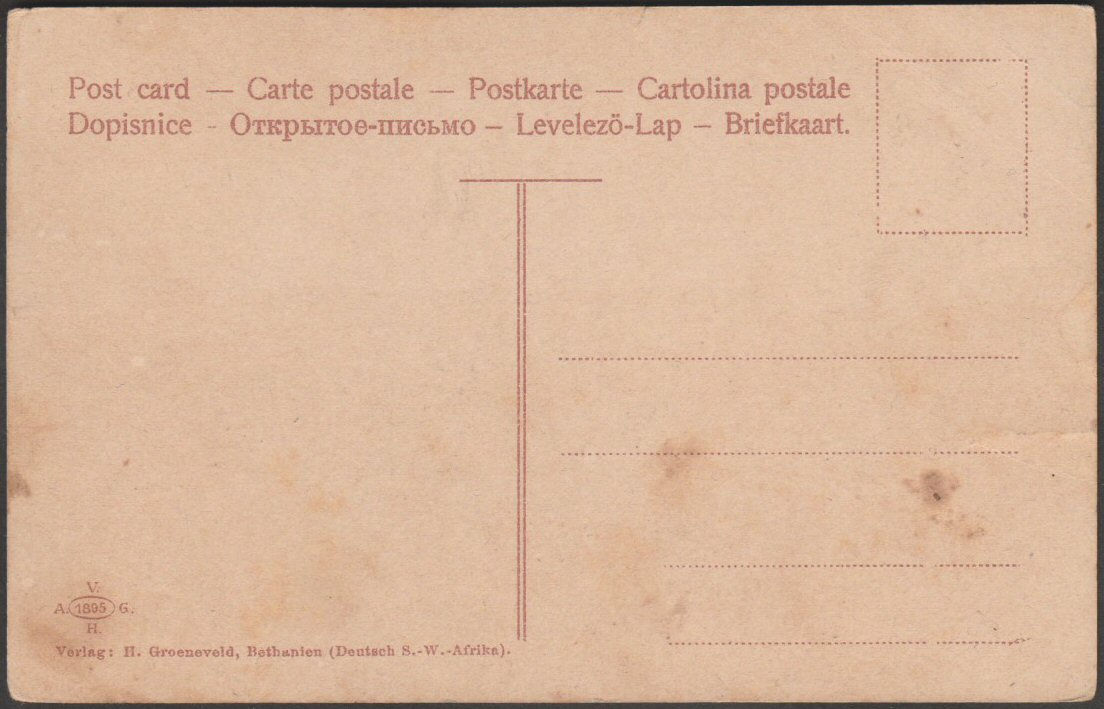 Post card — Carte postale — Postkarte — Cartolina postale
Dopisnice - Открытое-письмо – Levelezö-Lap – Briefkaart.
V.
A. 1895 G.
H.
Verlag: H. Groeneveld, Bethanien (Deutsch S.-W.-Afrika).